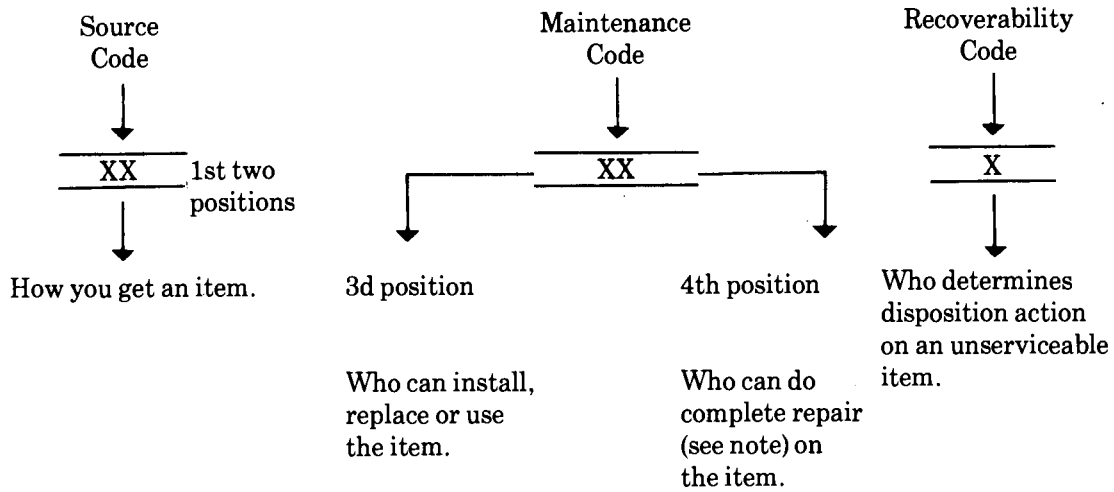 Source
Code
XX
1st two
positions
How you get an item.
Maintenance
Code
XX
3d position
Who can install,
replace or use
the item.
4th position
Who can do
complete repair
(see note) on
the item.
Recoverability
Code
X
Who determines
disposition action
on an unserviceable
item.